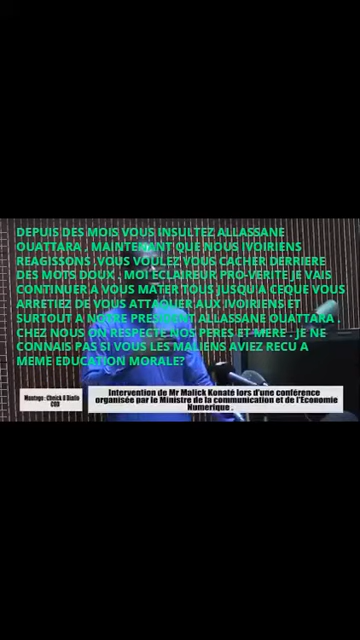 DEPUIS DES MOIS VOUS INSULTEZ ALLASSANE
OUATTARA . MAINTENANT QUE NOUS IVOIRIENS
REAGISSONS .VOUS VOULEZ VOUS CACHER DERRIERE
DES MOTS DOUX . MOI ECLAIREUR PRO-VERITE JE VAIS
CONTINUER A VOUS MATER TOUS JUSQU'A CEQUE VOUS
ARRETIEZ DE VOUS ATTAQUER AUX IVOIRIENS ET
SURTOUT A NOTRE PRESIDENT ALLASSANE OUATTARA .
CHEZ NOUS ON RESPECTE NOS PERES ET MERE . JE NE
CONNAIS PAS SI VOUS LES MALIENS AVIEZ RECU A
MEME EDUCATION MORALE?
Intervention de Mr Malick Konaté lors d'une conférence
organisée par le Ministre de la communication et de l'Economie
Numérique .
Montage : Climck O Diallo
COD